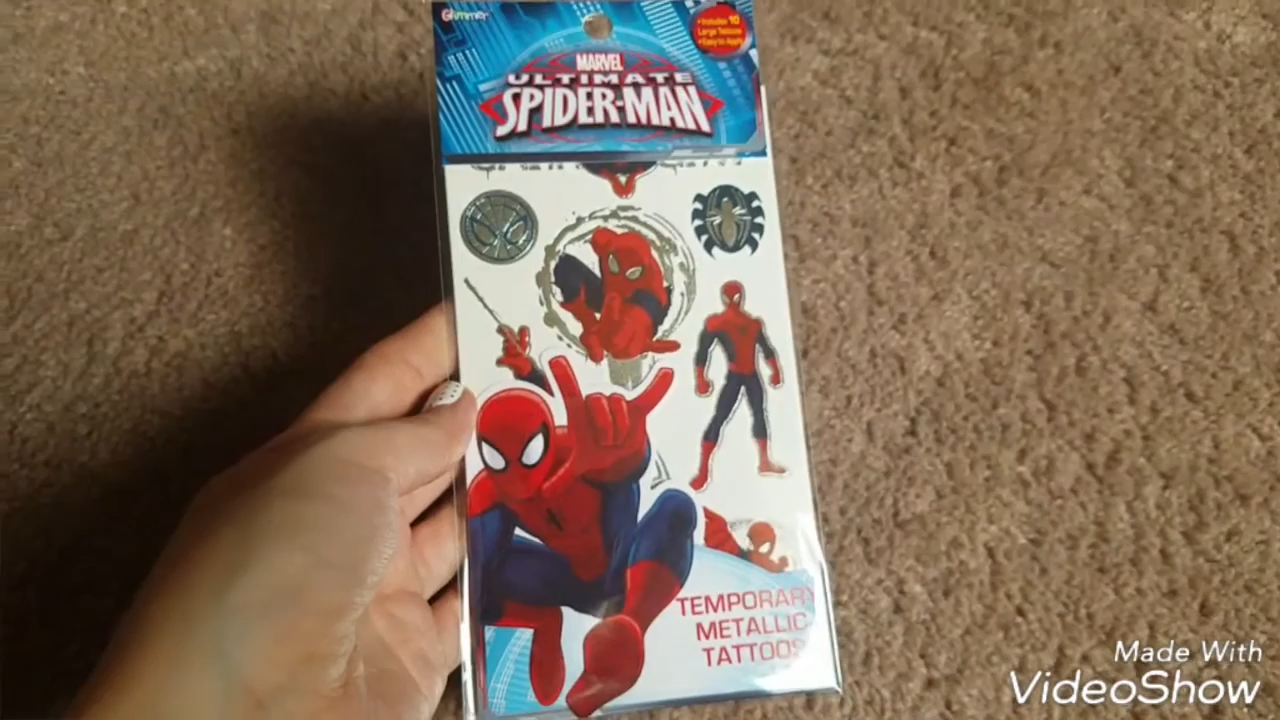 Glimmer
• Includes 10
Large Tattoos
• Easy to Apply
MARVEL
ULTIMATE
SPIDER-MAN
TEMPORARY
METALLIC
TATTOOS
Made With
VideoShow